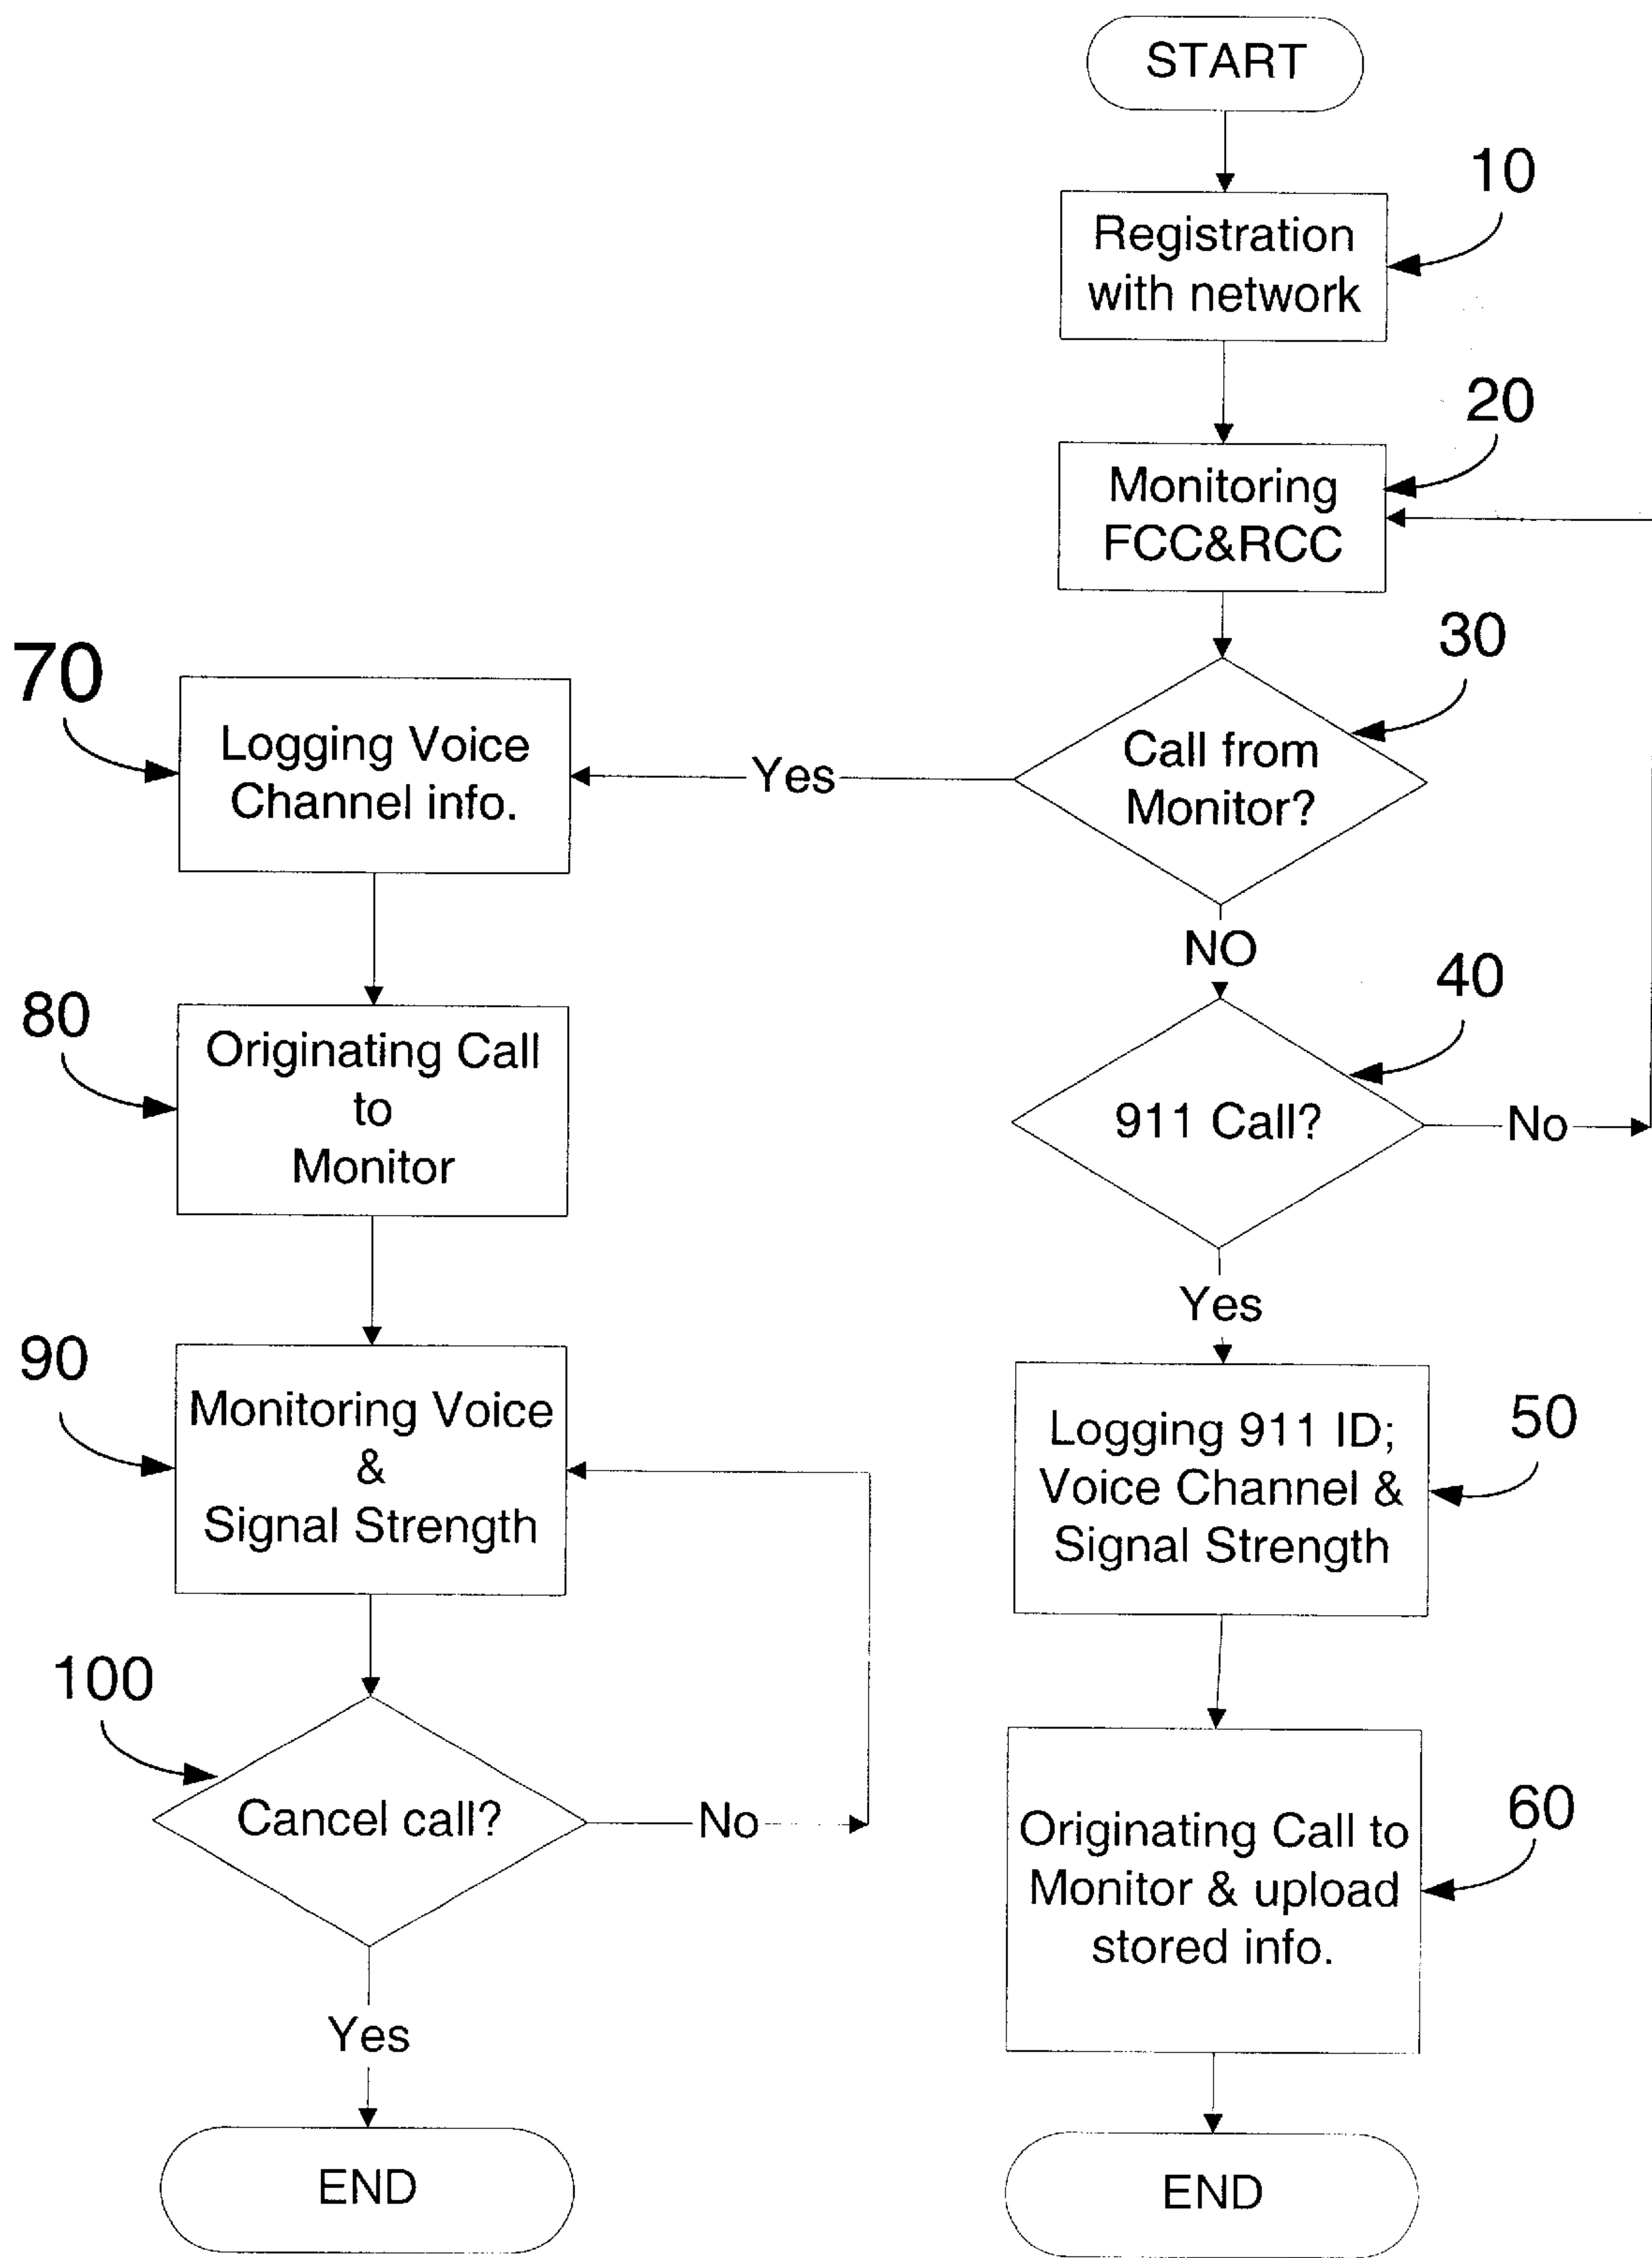 START
10
Registration
with network
20
Monitoring
FCC&RCC
30
Call from
Monitor?
Yes
NO
40
911 Call?
No
Yes
50
Logging 911 ID;
Voice Channel &
Signal Strength
60
Originating Call to
Monitor & upload
stored info.
END
70
Logging Voice
Channel info.
80
Originating Call
to
Monitor
90
Monitoring Voice
&
Signal Strength
100
Cancel call?
No
Yes
END